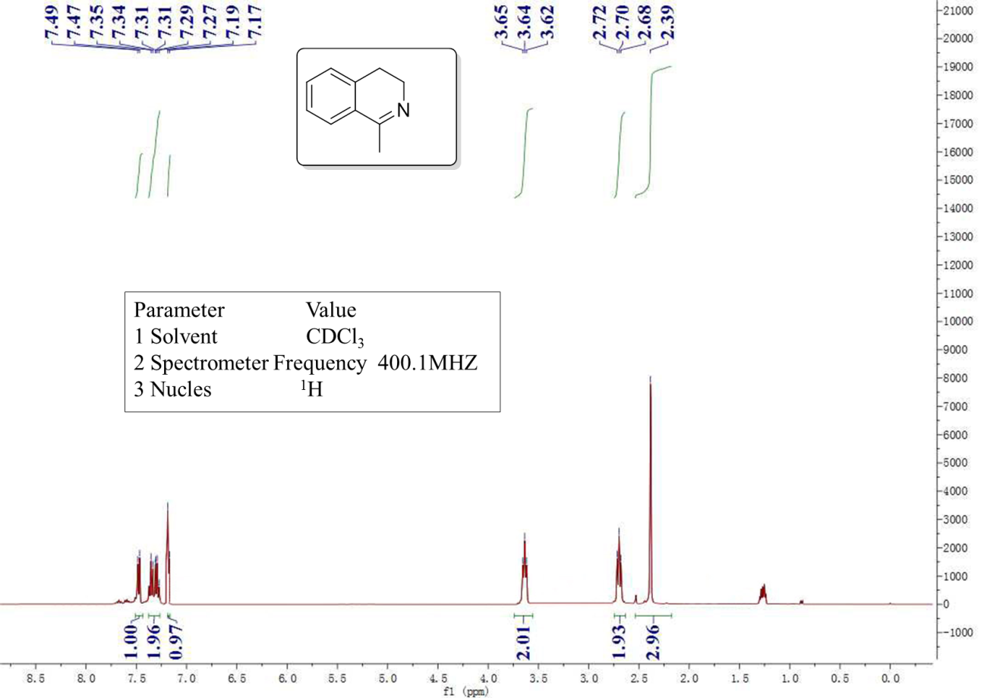 7.49 7.47 7.35 7.34 7.31 7.31 7.29 7.27 7.19 7.17 3.65 3.64 3.62 2.72 2.70 2.68 2.39
N
Parameter Value
1 Solvent CDCl3
2 Spectrometer Frequency 400.1MHZ
3 Nucles 1H
21000
20000
19000
18000
17000
16000
15000
14000
13000
12000
11000
10000
9000
8000
7000
6000
5000
4000
3000
2000
1000
0
-1000
1.00 1.96 0.97 2.01 1.93 2.96
8.5 8.0 7.5 7.0 6.5 6.0 5.5 5.0 4.5 4.0 3.5 3.0 2.5 2.0 1.5 1.0 0.5 0.0
f1 (ppm)